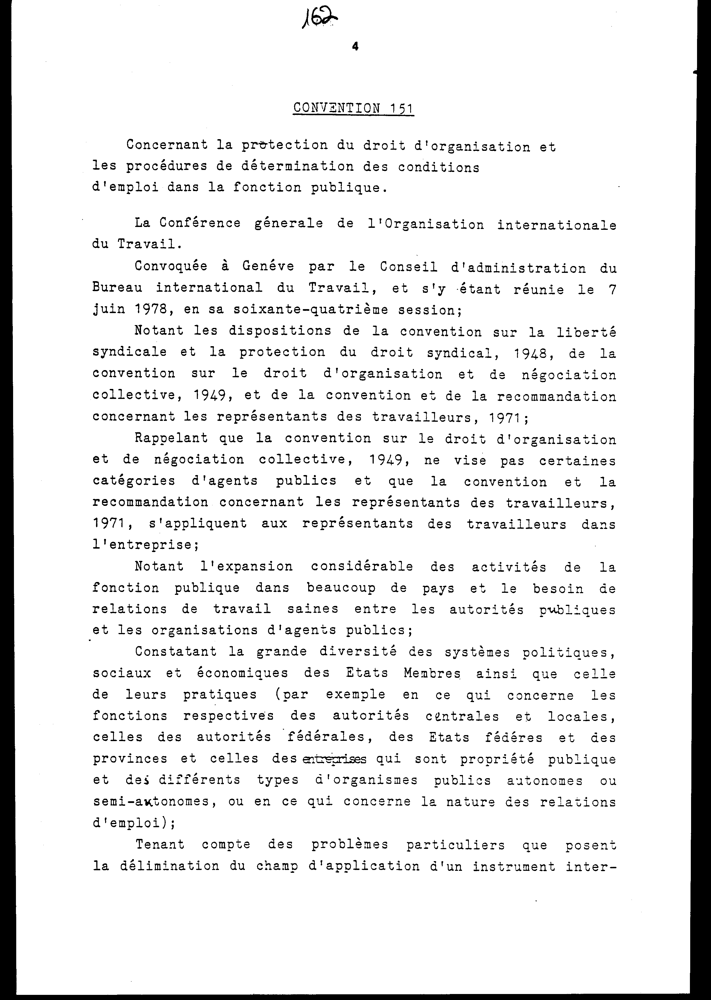 162
4
CONVENTION 151
Concernant la protection du droit d'organisation et
les procédures de détermination des conditions
d'emploi dans la fonction publique.
La Conférence génerale de l'Organisation internationale
du Travail.
Convoquée à Genéve par le Conseil d'administration du
Bureau international du Travail, et s'y étant réunie le 7
juin 1978, en sa soixante-quatrième session;
Notant les dispositions de la convention sur la liberté
syndicale et la protection du droit syndical, 1948, de la
convention sur le droit d'organisation et de négociation
collective, 1949, et de la convention et de la recommandation
concernant les représentants des travailleurs, 1971;
Rappelant que la convention sur le droit d'organisation
et de négociation collective, 1949, ne vise pas certaines
catégories d'agents publics et que la convention et la
recommandation concernant les représentants des travailleurs,
1971, s'appliquent aux représentants des travailleurs dans
l'entreprise;
Notant l'expansion considérable des activités de la
fonction publique dans beaucoup de pays et le besoin de
relations de travail saines entre les autorités publiques
et les organisations d'agents publics;
Constatant la grande diversité des systèmes politiques,
sociaux et économiques des Etats Membres ainsi que celle
de leurs pratiques (par exemple en ce qui concerne les
fonctions respectives des autorités centrales et locales,
celles des autorités fédérales, des Etats fédéres et des
provinces et celles des entreprises qui sont propriété publique
et des différents types d'organismes publics autonomes ou
semi-autonomes, ou en ce qui concerne la nature des relations
d'emploi);
Tenant compte des problèmes particuliers que posent
la délimination du champ d'application d'un instrument inter-